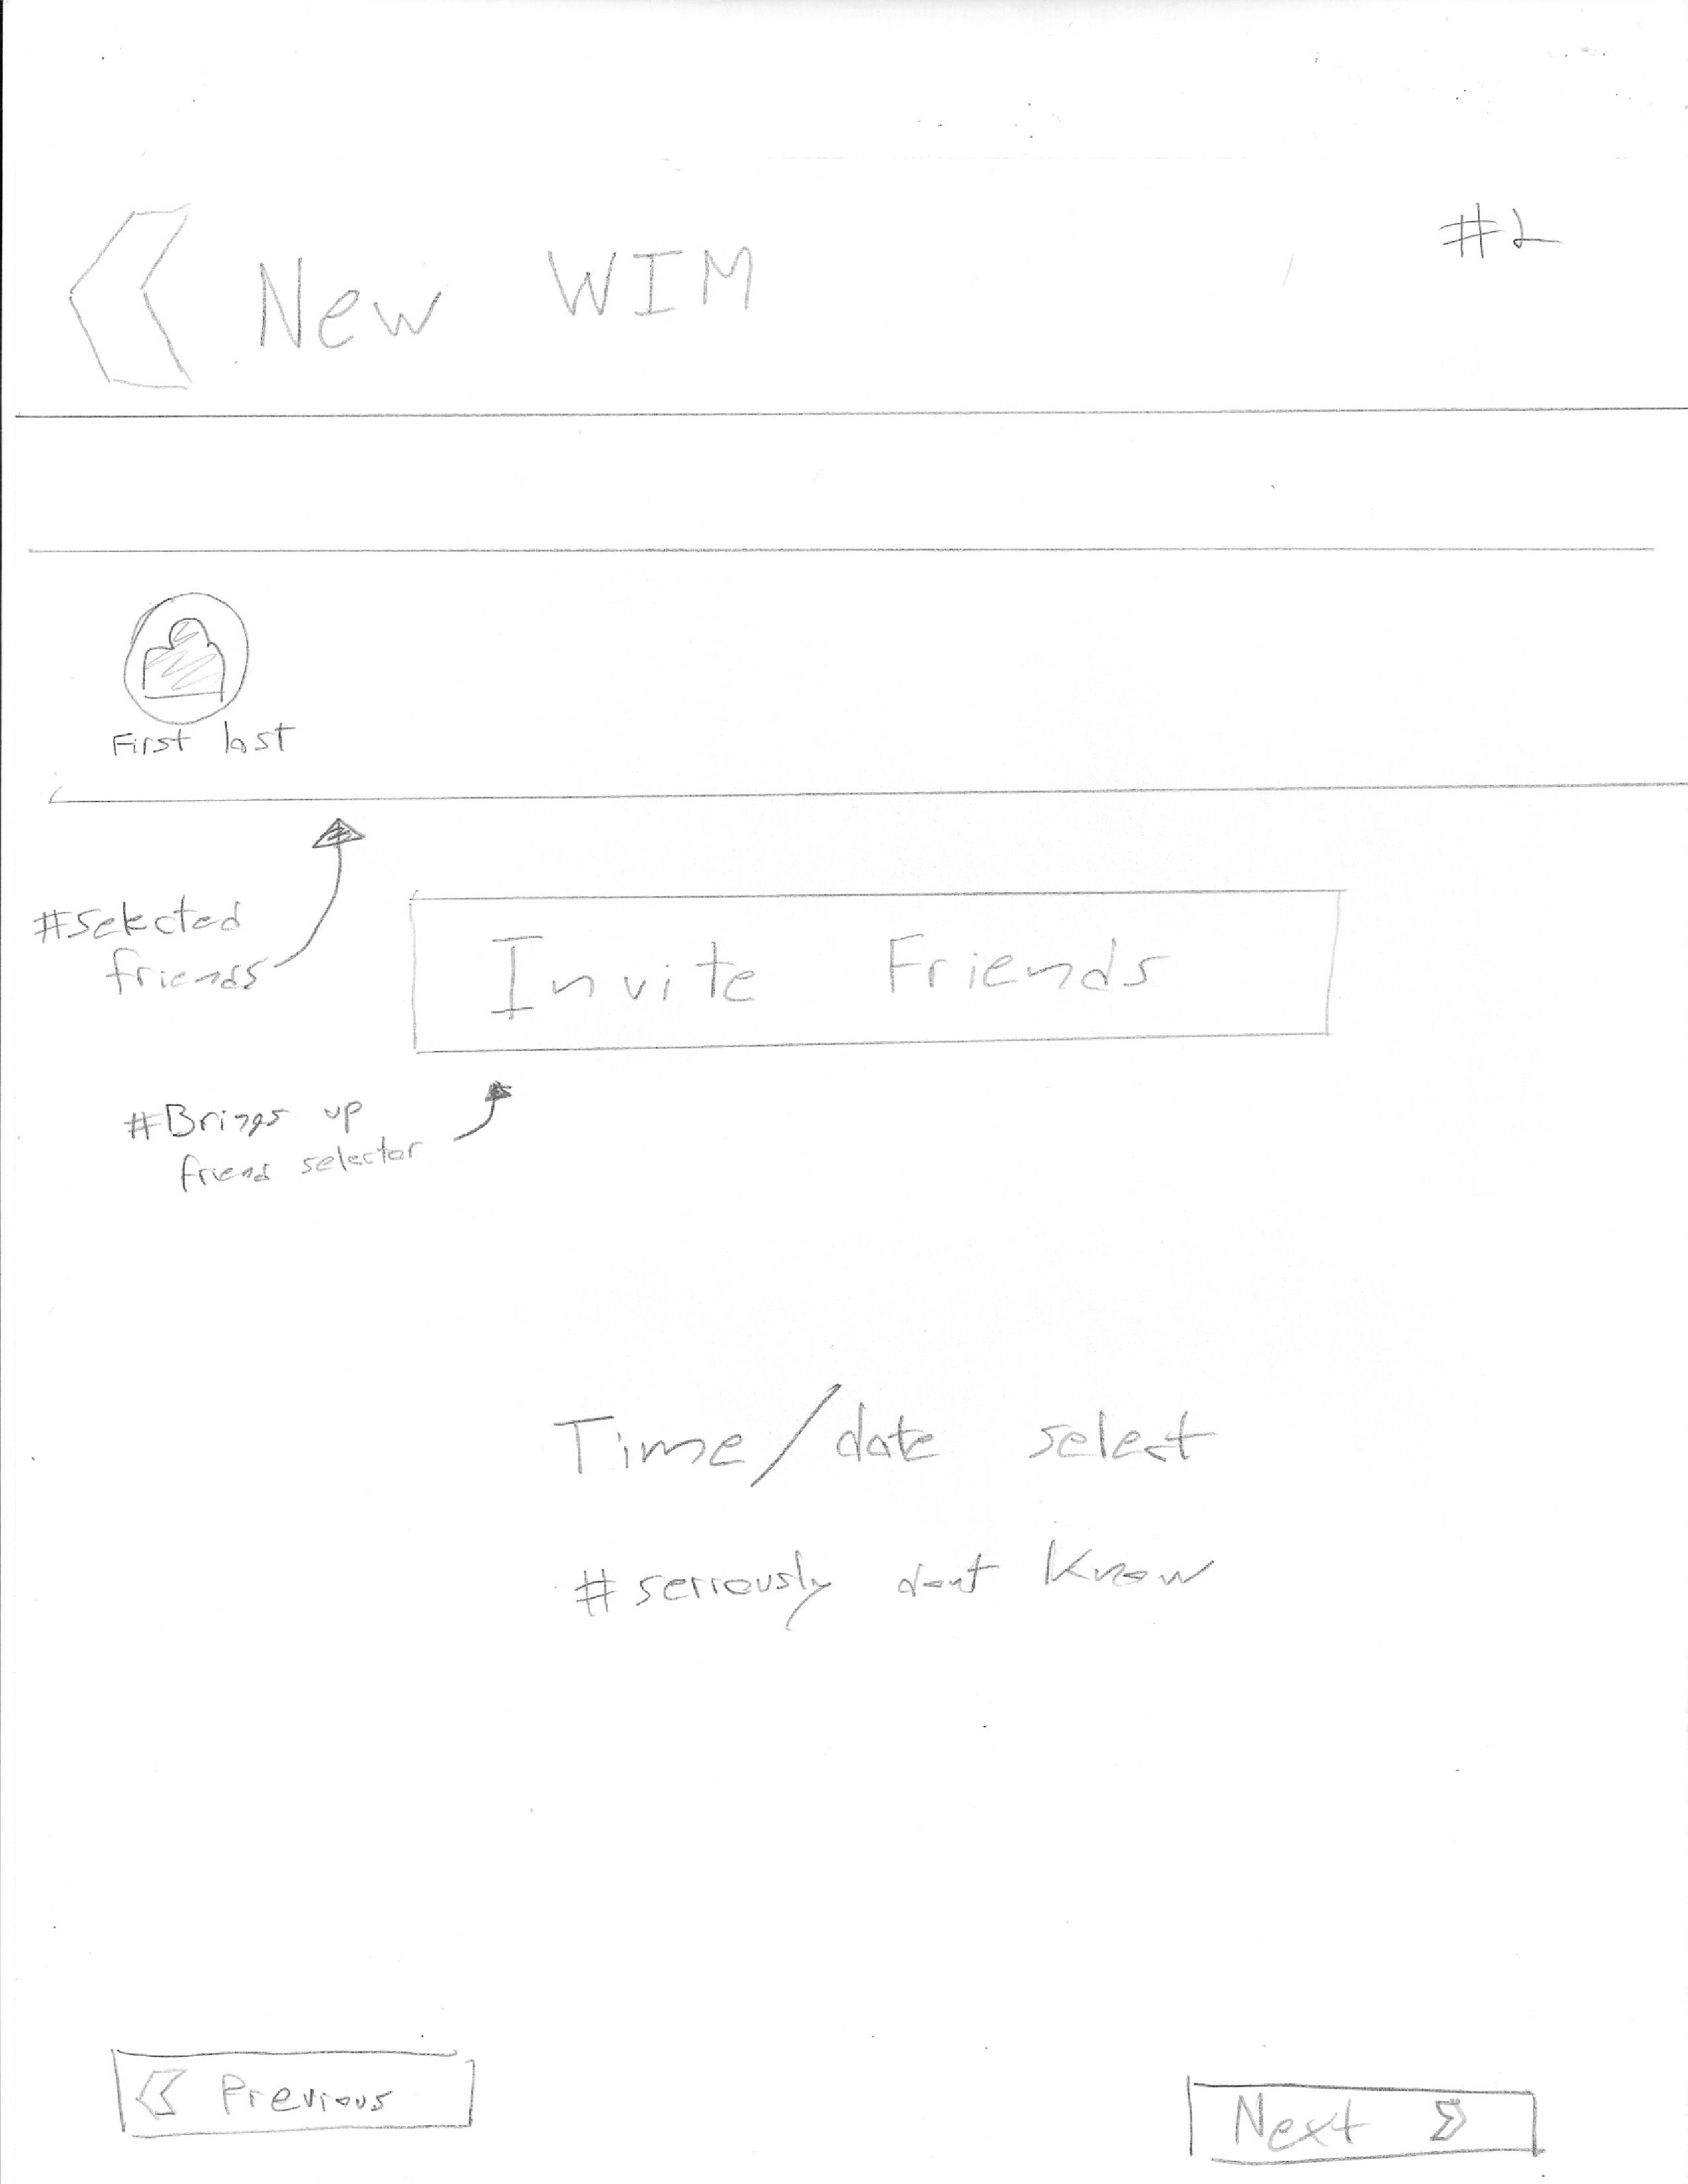 New WIM
#2
First last
#selected
friends
Invite Friends
#Brings up
friend selector
Time/date select
#seriously dont know
Previous
Next